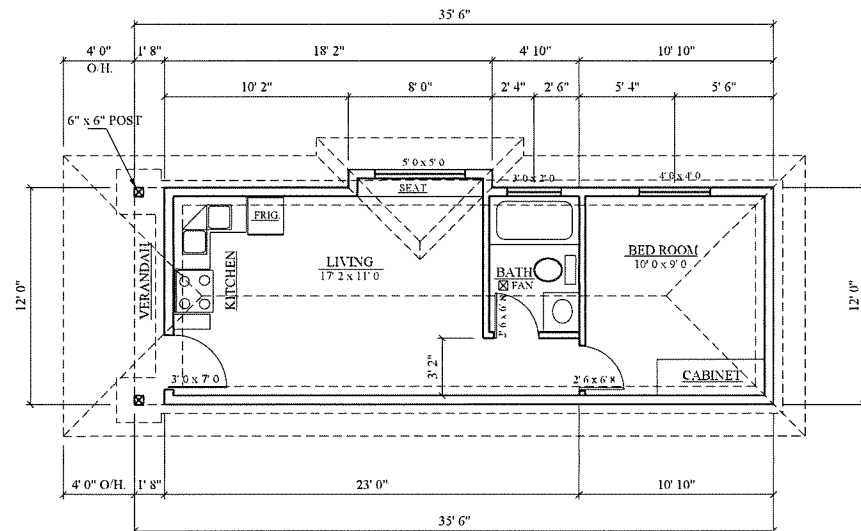 35' 6"
4' 0" 1' 8" 18' 2" 4' 10" 10' 10"
O/H.
10' 2" 8' 0" 2' 4" 2' 6" 5' 4" 5' 6"
6" x 6" POST
5' 0 x 5' 0
SEAT
3' 0 x 2' 0
4' 0 x 4' 0
FRIG.
VERANDAH
KITCHEN
LIVING
17' 2 x 11' 0
BATH
FAN
2' 6 x 6' 8
BED ROOM
10' 0 x 9' 0
12' 0"
12' 0"
3' 2"
3' 0 x 7' 0
2' 6 x 6' 8
CABINET
4' 0" O/H. 1' 8" 23' 0" 10' 10"
35' 6"